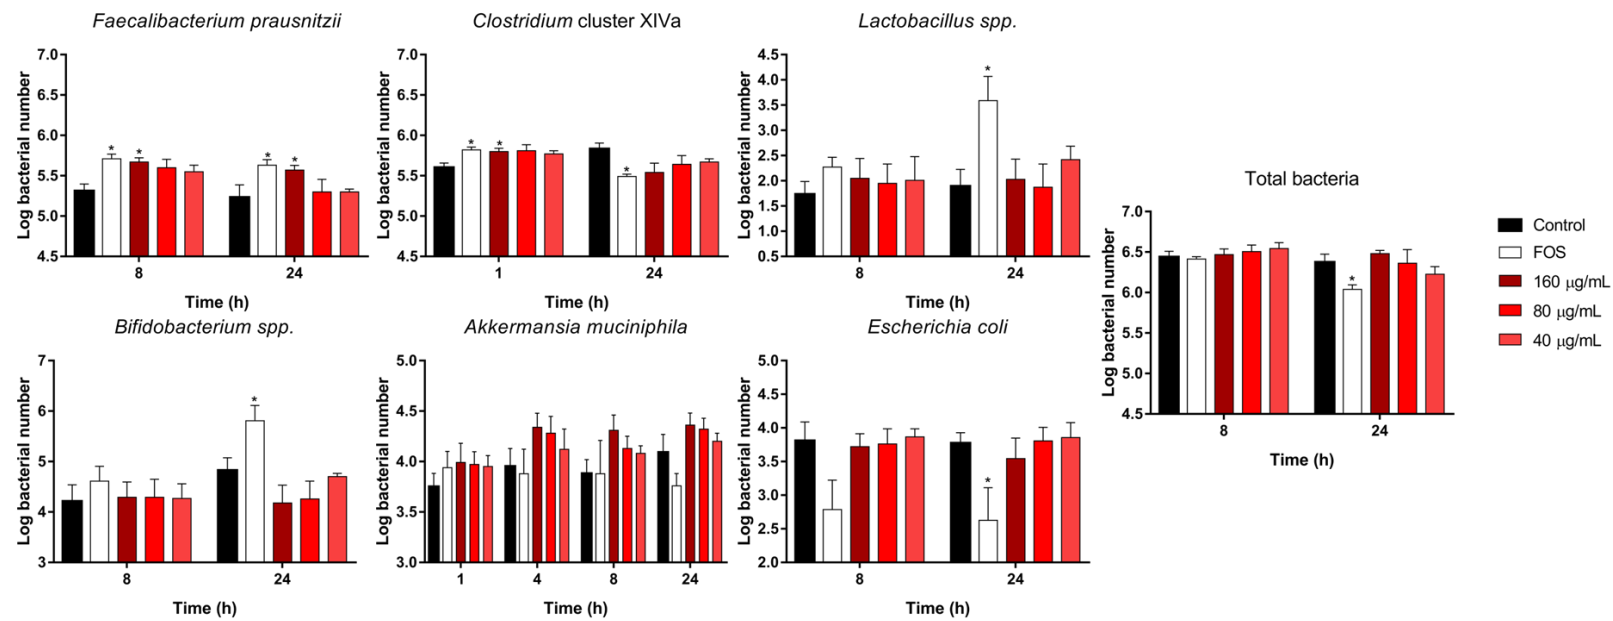 Faecalibacterium prausnitzii
Log bacterial number
7.0
6.5
6.0
5.5
5.0
4.5
* * * *
8 24
Time (h)
Clostridium cluster XIVa
Log bacterial number
7.0
6.5
6.0
5.5
5.0
4.5
* * *
1 24
Time (h)
Lactobacillus spp.
Log bacterial number
4.5
4.0
3.5
3.0
2.5
2.0
1.5
0.5
*
8 24
Time (h)
Bifidobacterium spp.
Log bacterial number
7
6
5
4
3
*
8 24
Time (h)
Akkermansia muciniphila
Log bacterial number
5.0
4.5
4.0
3.5
3.0
1 4 8 24
Time (h)
Escherichia coli
Log bacterial number
5.0
4.5
4.0
3.5
3.0
2.5
2.0
*
8 24
Time (h)
Total bacteria
Log bacterial number
7.0
6.5
6.0
5.5
5.0
4.5
*
8 24
Time (h)
Control
FOS
160 µg/mL
80 µg/mL
40 µg/mL